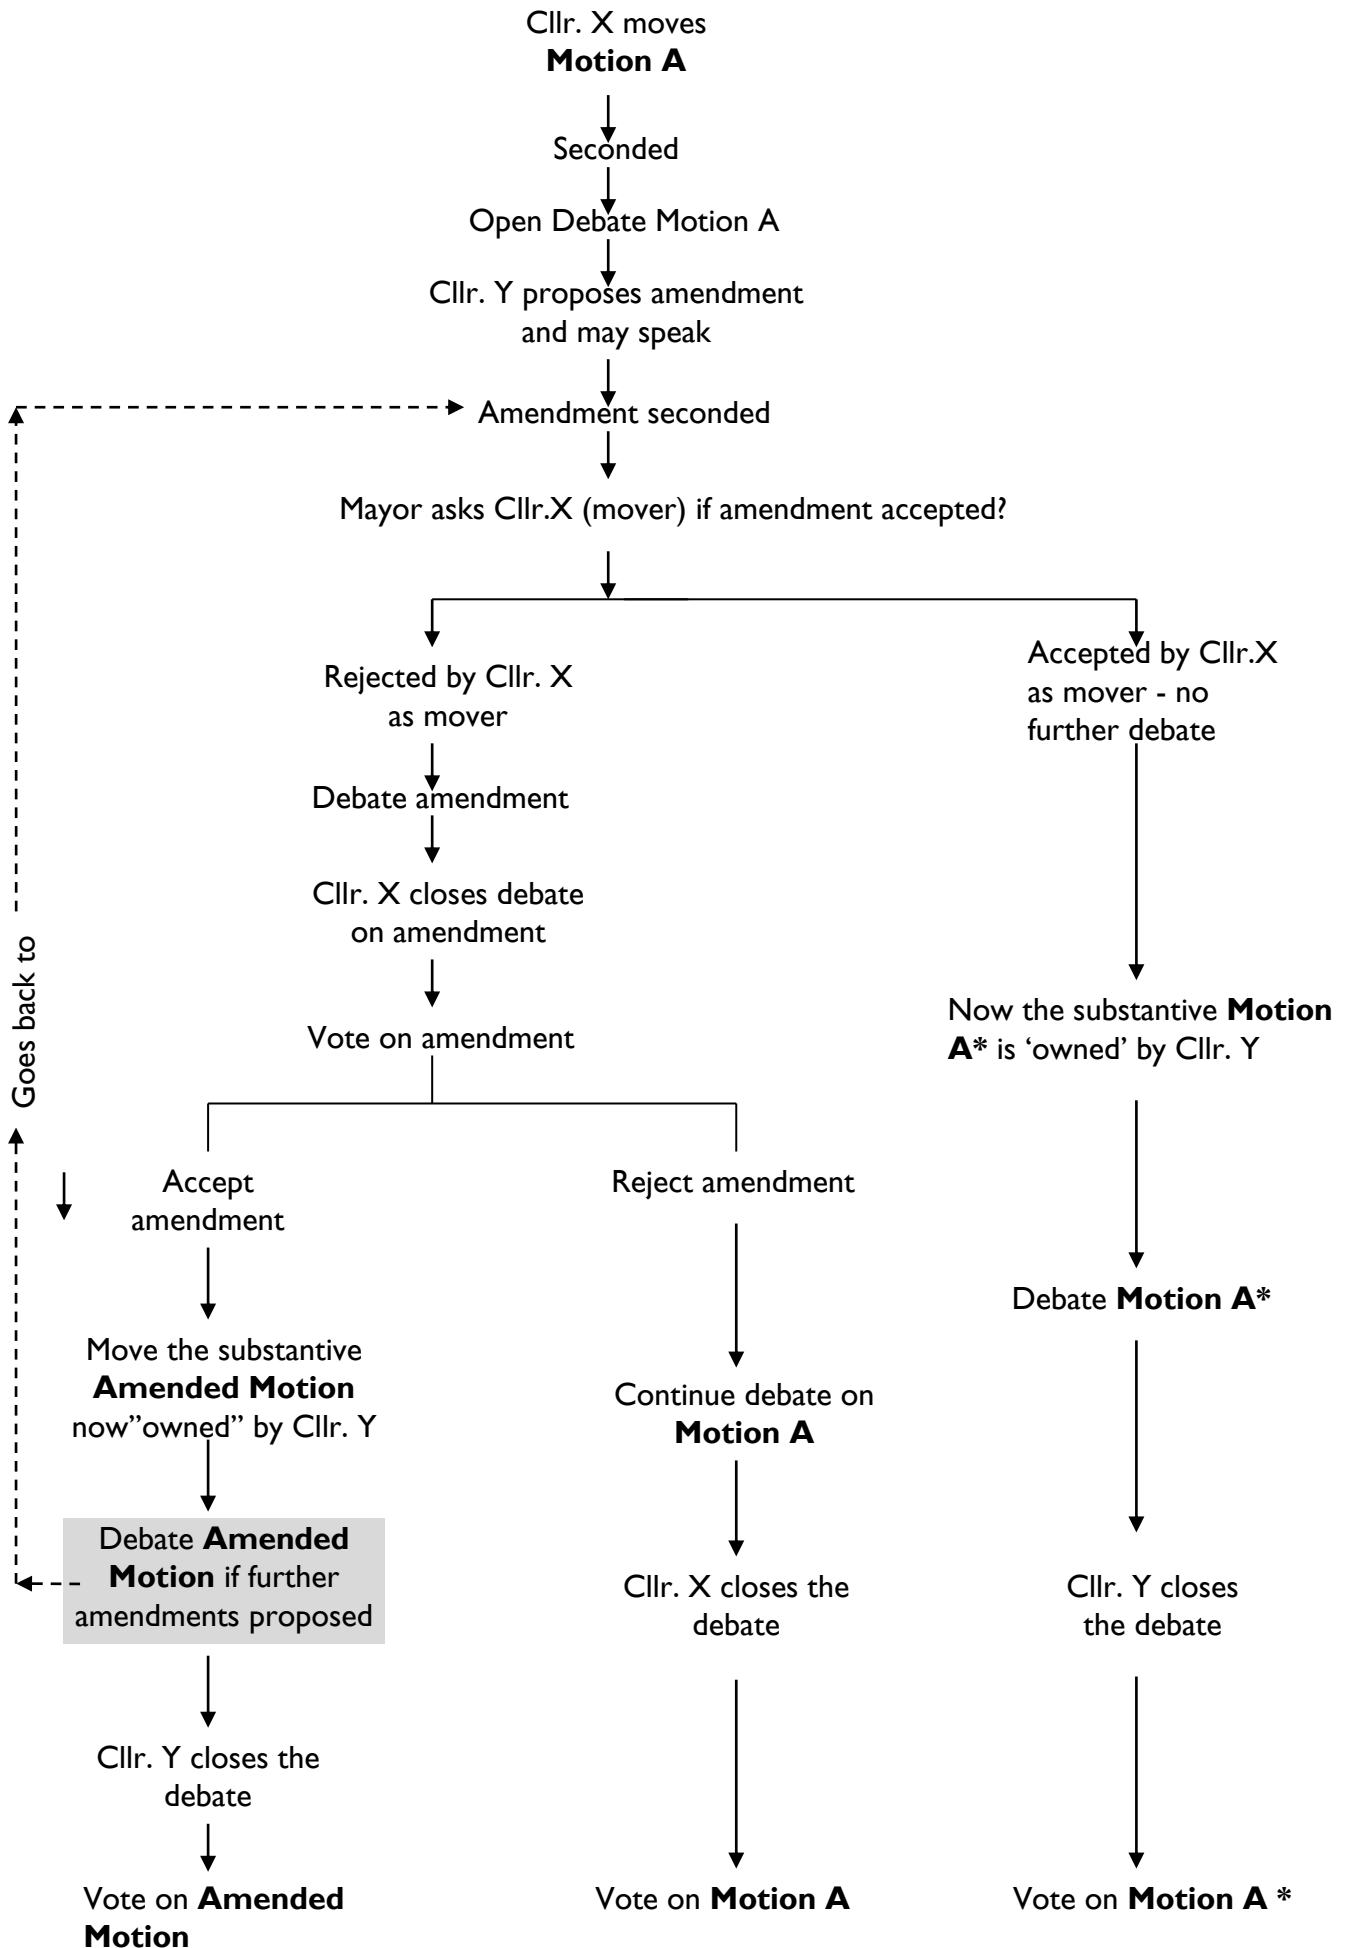 Cllr. X moves
Motion A
Seconded
Open Debate Motion A
Cllr. Y proposes amendment
and may speak
Amendment seconded
Mayor asks Cllr.X (mover) if amendment accepted?
Rejected by Cllr. X
as mover
Accepted by Cllr.X
as mover - no
further debate
Debate amendment
Cllr. X closes debate
on amendment
Goes back to
Vote on amendment
Now the substantive Motion
A* is ‘owned’ by Cllr. Y
Accept
amendment
Reject amendment
Debate Motion A*
Move the substantive
Amended Motion
now”owned” by Cllr. Y
Continue debate on
Motion A
Debate Amended
Motion if further
amendments proposed
Cllr. X closes the
debate
Cllr. Y closes
the debate
Cllr. Y closes the
debate
Vote on Amended
Motion
Vote on Motion A
Vote on Motion A *